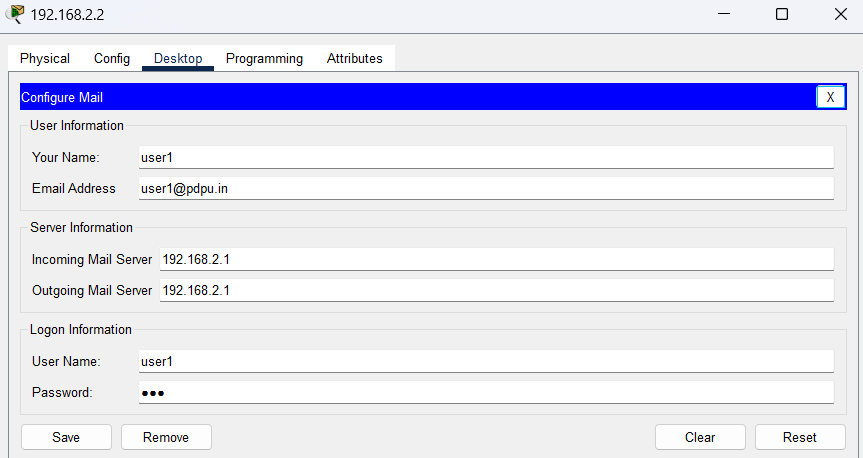 192.168.2.2
Physical Config Desktop Programming Attributes
Configure Mail X
User Information
Your Name: user1
Email Address user1@pdpu.in
Server Information
Incoming Mail Server 192.168.2.1
Outgoing Mail Server 192.168.2.1
Logon Information
User Name: user1
Password: ●●●
Save Remove Clear Reset